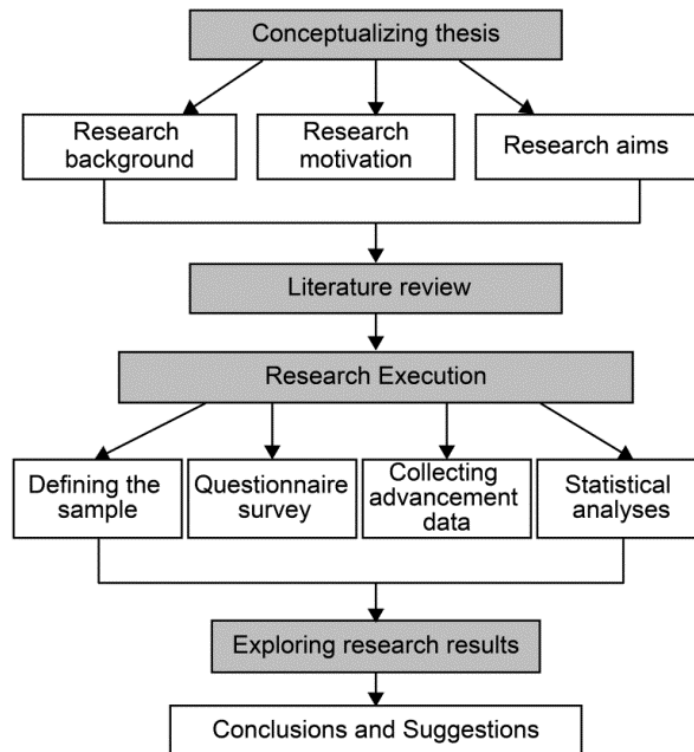 Conceptualizing thesis
Research
background
Research
motivation
Research aims
Literature review
Research Execution
Defining the
sample
Questionnaire
survey
Collecting
advancement
data
Statistical
analyses
Exploring research results
Conclusions and Suggestions